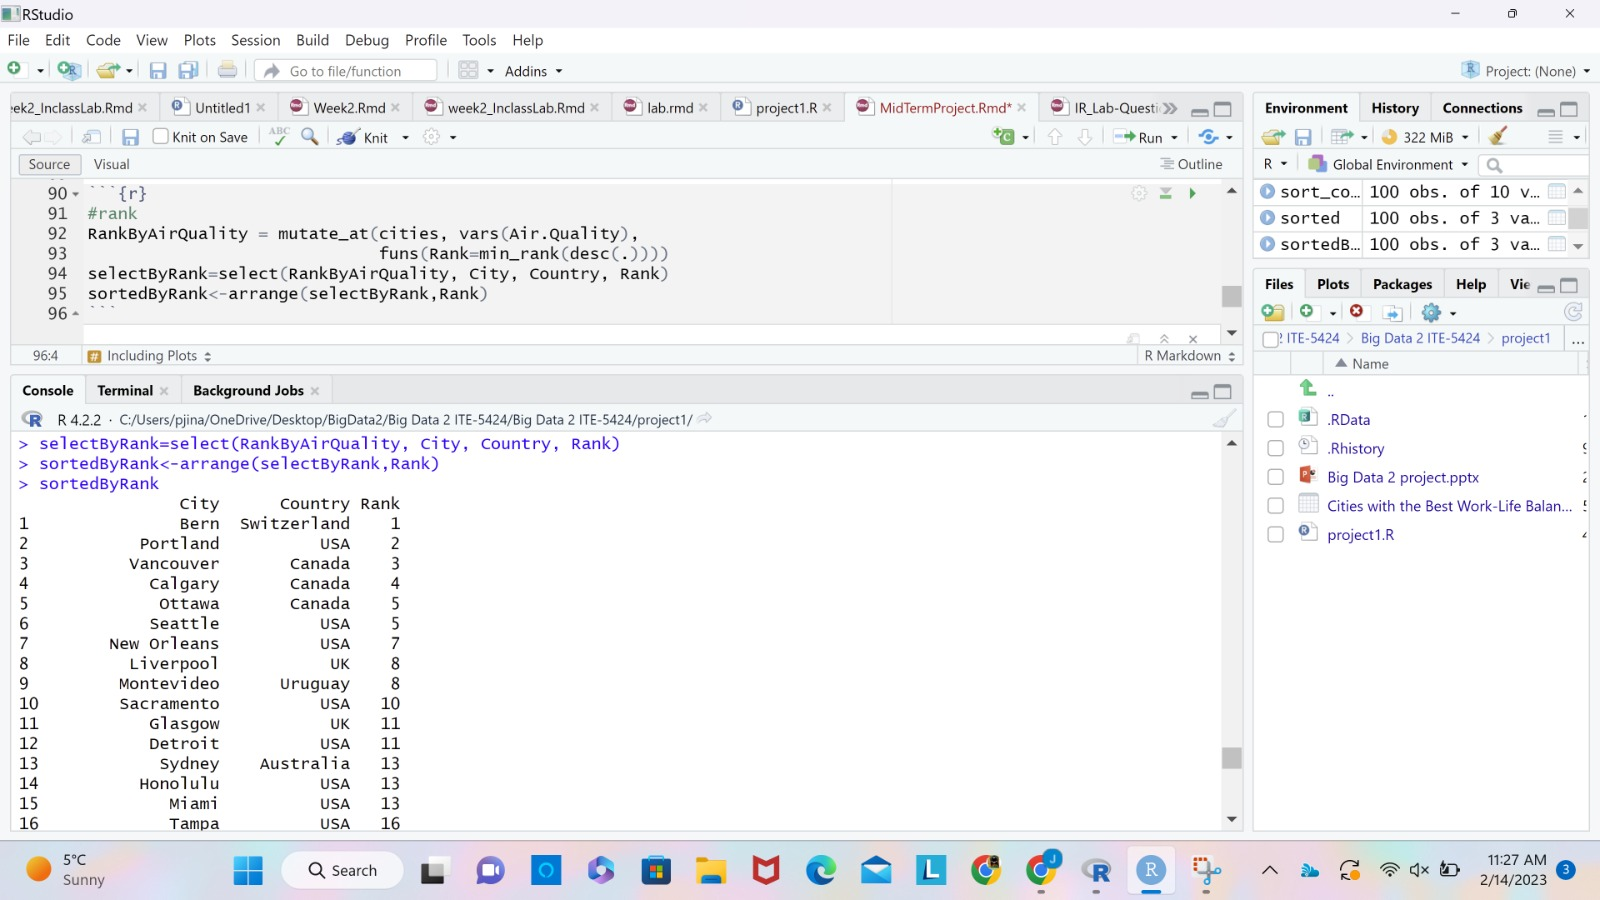 RStudio
File Edit Code View Plots Session Build Debug Profile Tools Help
Go to file/function Addins Project: (None)
eek2_InclassLab.Rmd Untitled1 Week2.Rmd week2_InclassLab.Rmd lab.rmd project1.R MidTermProject.Rmd* IR_Lab-Questi
Knit on Save ABC Knit Run
Source Visual Outline
90 ```{r}
91 #rank
92 RankByAirQuality = mutate_at(cities, vars(Air.Quality),
93 funs(Rank=min_rank(desc(.))))
94 selectByRank=select(RankByAirQuality, City, Country, Rank)
95 sortedByRank<-arrange(selectByRank,Rank)
96 ```
96:4 # Including Plots R Markdown
Console Terminal Background Jobs
R 4.2.2 · C:/Users/pjina/OneDrive/Desktop/BigData2/Big Data 2 ITE-5424/Big Data 2 ITE-5424/project1/
> selectByRank=select(RankByAirQuality, City, Country, Rank)
> sortedByRank<-arrange(selectByRank,Rank)
> sortedByRank
City Country Rank
1 Bern Switzerland 1
2 Portland USA 2
3 Vancouver Canada 3
4 Calgary Canada 4
5 Ottawa Canada 5
6 Seattle USA 5
7 New Orleans USA 7
8 Liverpool UK 8
9 Montevideo Uruguay 8
10 Sacramento USA 10
11 Glasgow UK 11
12 Detroit USA 11
13 Sydney Australia 13
14 Honolulu USA 13
15 Miami USA 13
16 Tampa USA 16
Environment History Connections
322 MiB
R Global Environment
sort_co... 100 obs. of 10 v...
sorted 100 obs. of 3 va...
sortedB... 100 obs. of 3 va...
Files Plots Packages Help Vie
ITE-5424 Big Data 2 ITE-5424 project1 ...
Name
..
.RData
.Rhistory
Big Data 2 project.pptx
Cities with the Best Work-Life Balan...
project1.R
5°C
Sunny
Search
L
J
R
R
11:27 AM
2/14/2023
3